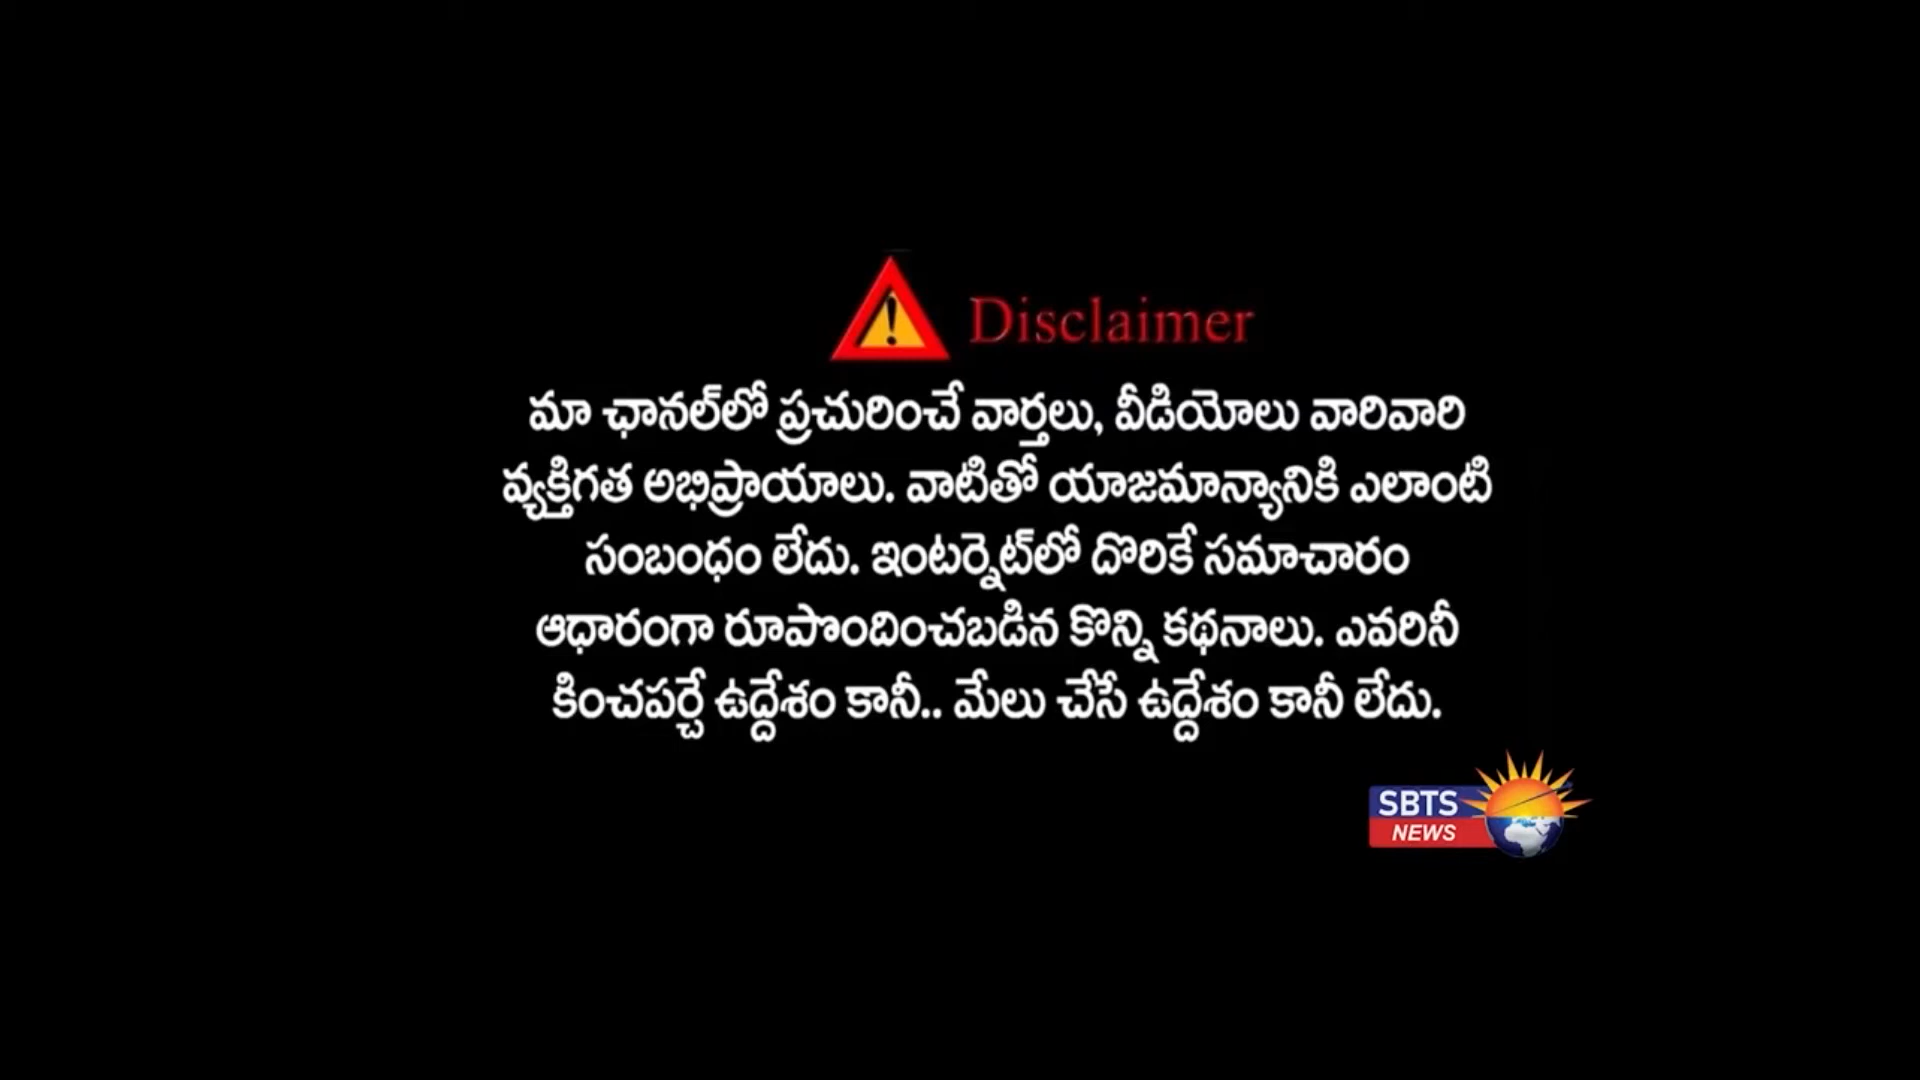 Disclaimer
మా ఛానల్‌లో ప్రచురించే వార్తలు, వీడియోలు వారివారి
వ్యక్తిగత అభిప్రాయాలు. వాటితో యాజమాన్యానికి ఎలాంటి
సంబంధం లేదు. ఇంటర్నెట్‌లో దొరికే సమాచారం
ఆధారంగా రూపొందించబడిన కొన్ని కథనాలు. ఎవరినీ
కించపర్చే ఉద్దేశం కానీ.. మేలు చేసే ఉద్దేశం కానీ లేదు.
SBTS
NEWS